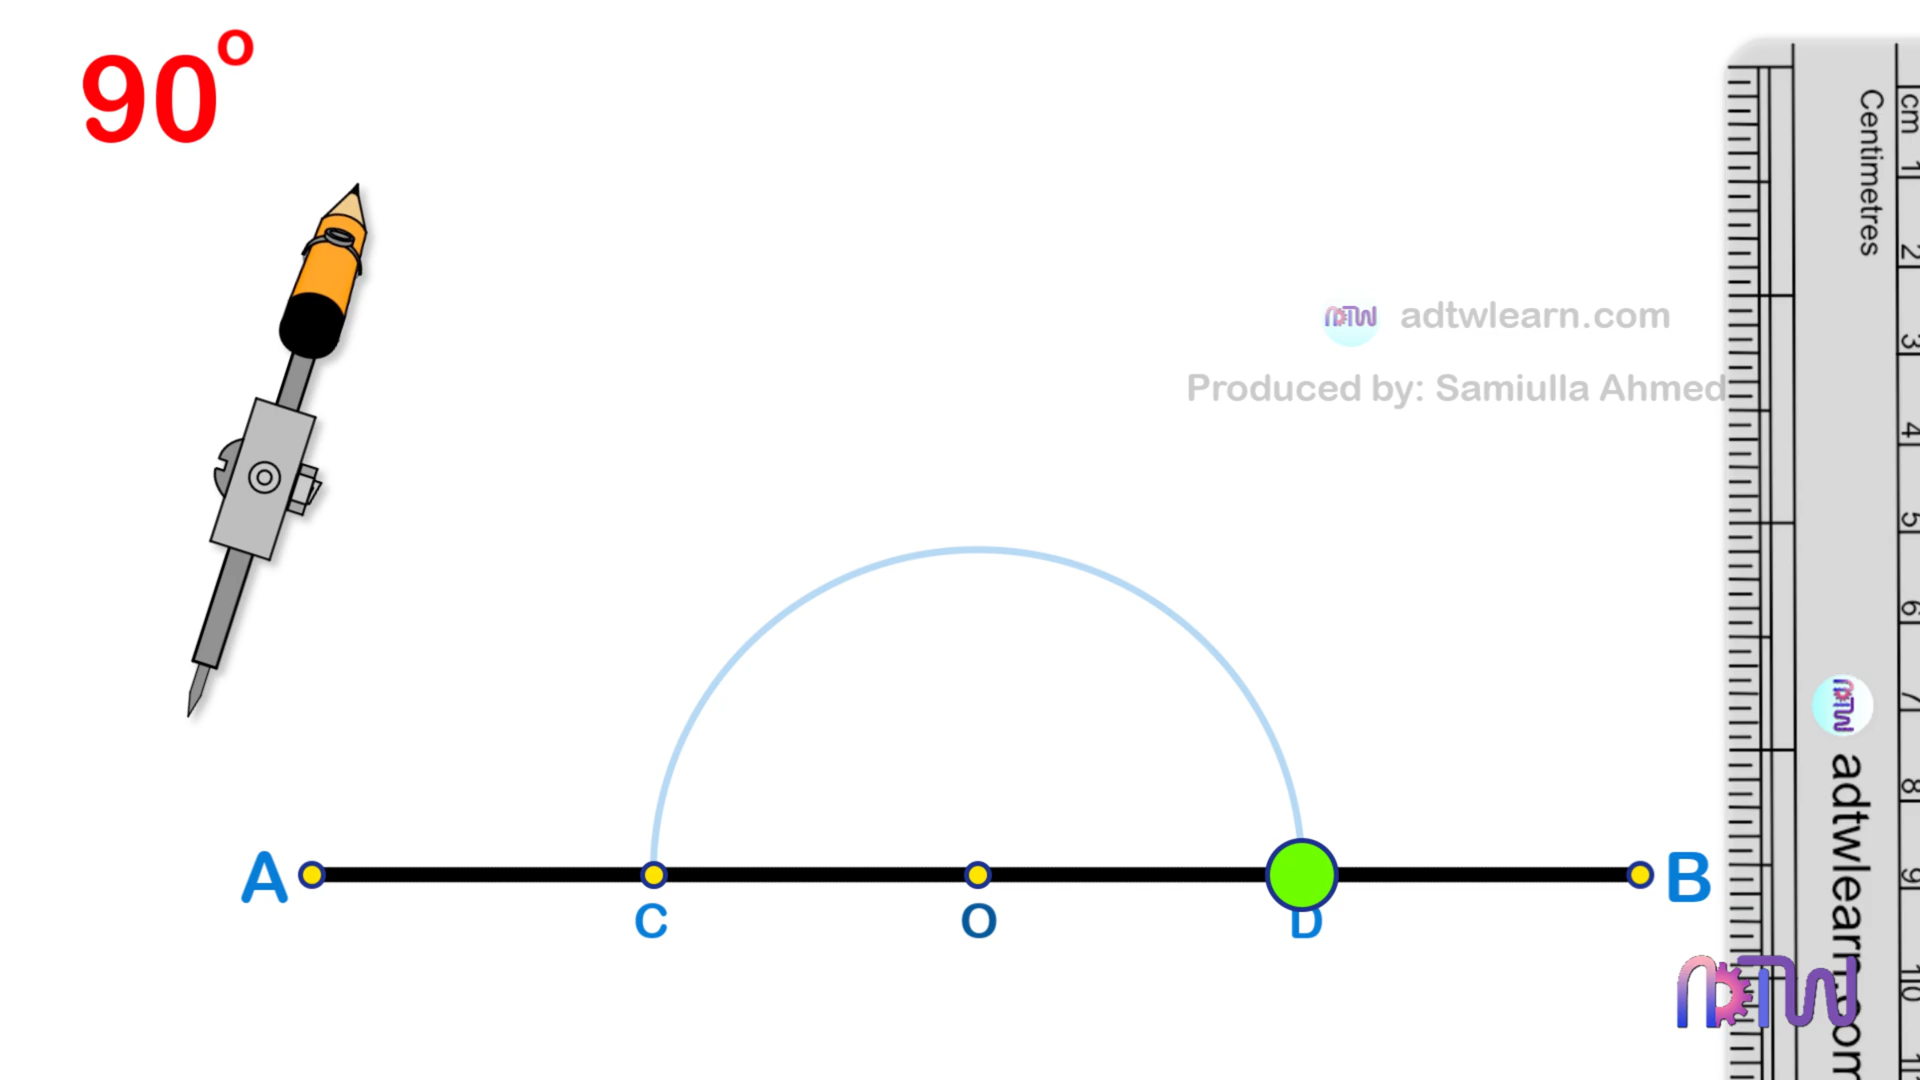 90°
adtwlearn.com
Produced by: Samiulla Ahmed
A
B
C
O
D
Centimetres
cm 1 2 3 4 5 6 7 8 9 10
adtwlearn.com
ADTW